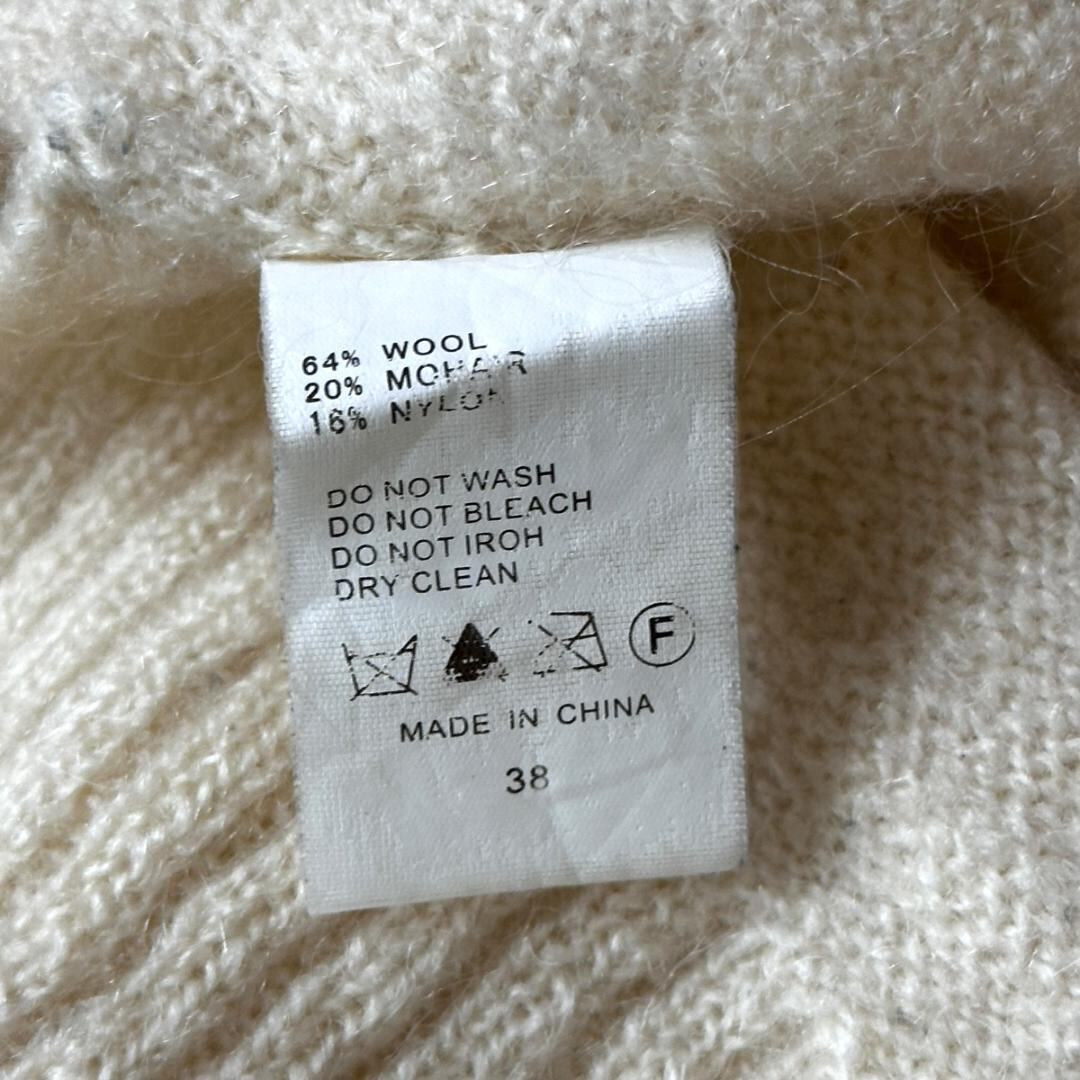 64% WOOL
20% MOHAIR
16% NYLON
DO NOT WASH
DO NOT BLEACH
DO NOT IROH
DRY CLEAN
F
MADE IN CHINA
38